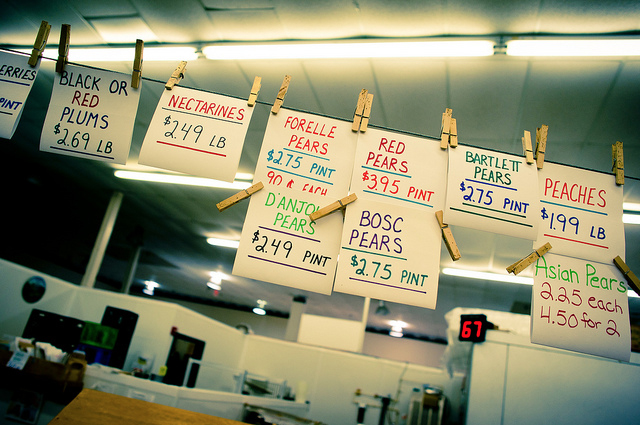 ERRIES
PINT
BLACK OR
RED
PLUMS
$2.69 LB
NECTARINES
$2.49 LB
FORELLE
PEARS
$2.75 PINT
90 ¢ EACH
D'ANJOU
PEARS
$2.49 PINT
RED
PEARS
$3.95 PINT
BOSC
PEARS
$2.75 PINT
BARTLETT
PEARS
$2.75 PINT
PEACHES
$1.99 LB
Asian Pears
2.25 each
4.50 for 2
67